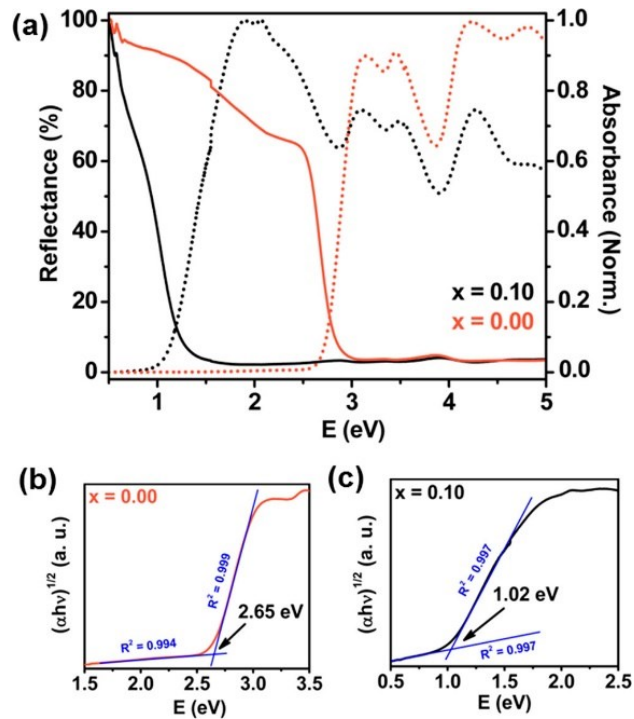 (a)
100
80
60
40
20
0
Reflectance (%)
1.0
0.8
0.6
0.4
0.2
0.0
Absorbance (Norm.)
x = 0.10
x = 0.00
1 2 3 4 5
E (eV)
(b)
x = 0.00
(αhν)1/2 (a. u.)
R2 = 0.999
2.65 eV
R2 = 0.994
1.5 2.0 2.5 3.0 3.5
E (eV)
(c)
x = 0.10
(αhν)1/2 (a. u.)
R2 = 0.997
1.02 eV
R2 = 0.997
0.5 1.0 1.5 2.0 2.5
E (eV)